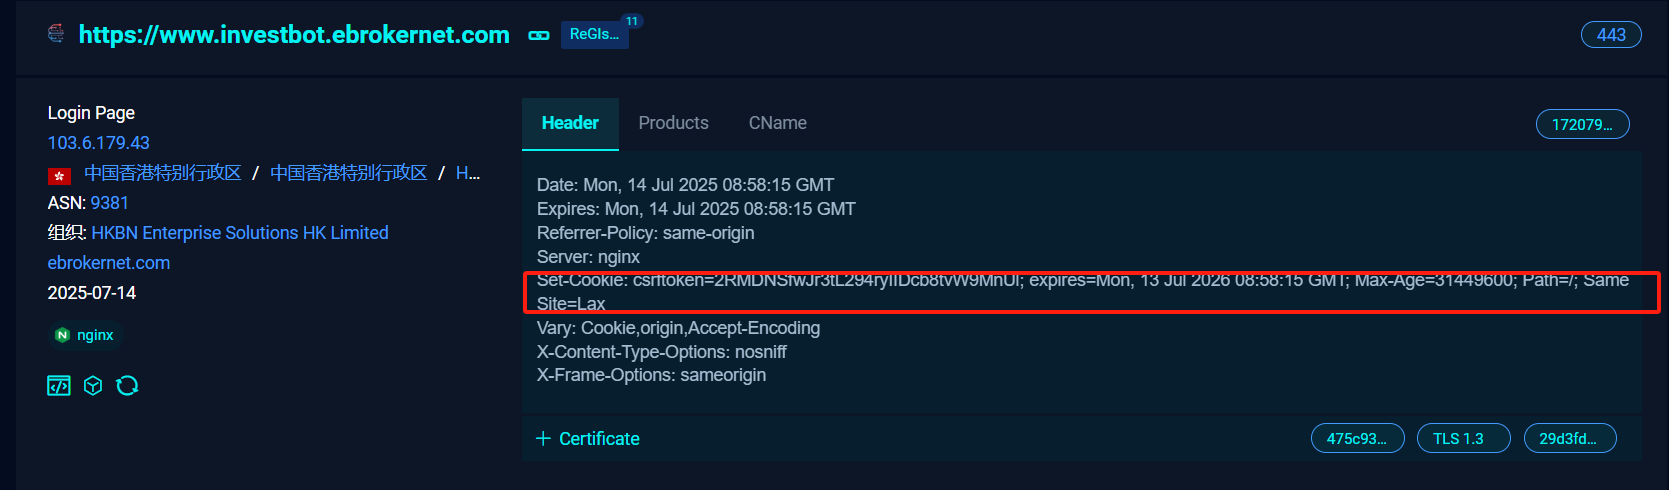 https://www.investbot.ebrokernet.com
ReGIs...
11
443
Login Page
103.6.179.43
中国香港特别行政区 / 中国香港特别行政区 / H...
ASN: 9381
组织: HKBN Enterprise Solutions HK Limited
ebrokernet.com
2025-07-14
nginx
Header
Products
CName
172079...
Date: Mon, 14 Jul 2025 08:58:15 GMT
Expires: Mon, 14 Jul 2025 08:58:15 GMT
Referrer-Policy: same-origin
Server: nginx
Set-Cookie: expires=Mon, 13 Jul 2026 08:58:15 GMT; Max-Age=31449600; Path=/; Same
Site=Lax
Vary: Cookie,origin,Accept-Encoding
X-Content-Type-Options: nosniff
X-Frame-Options: sameorigin
+ Certificate
475c93...
TLS 1.3
29d3fd...